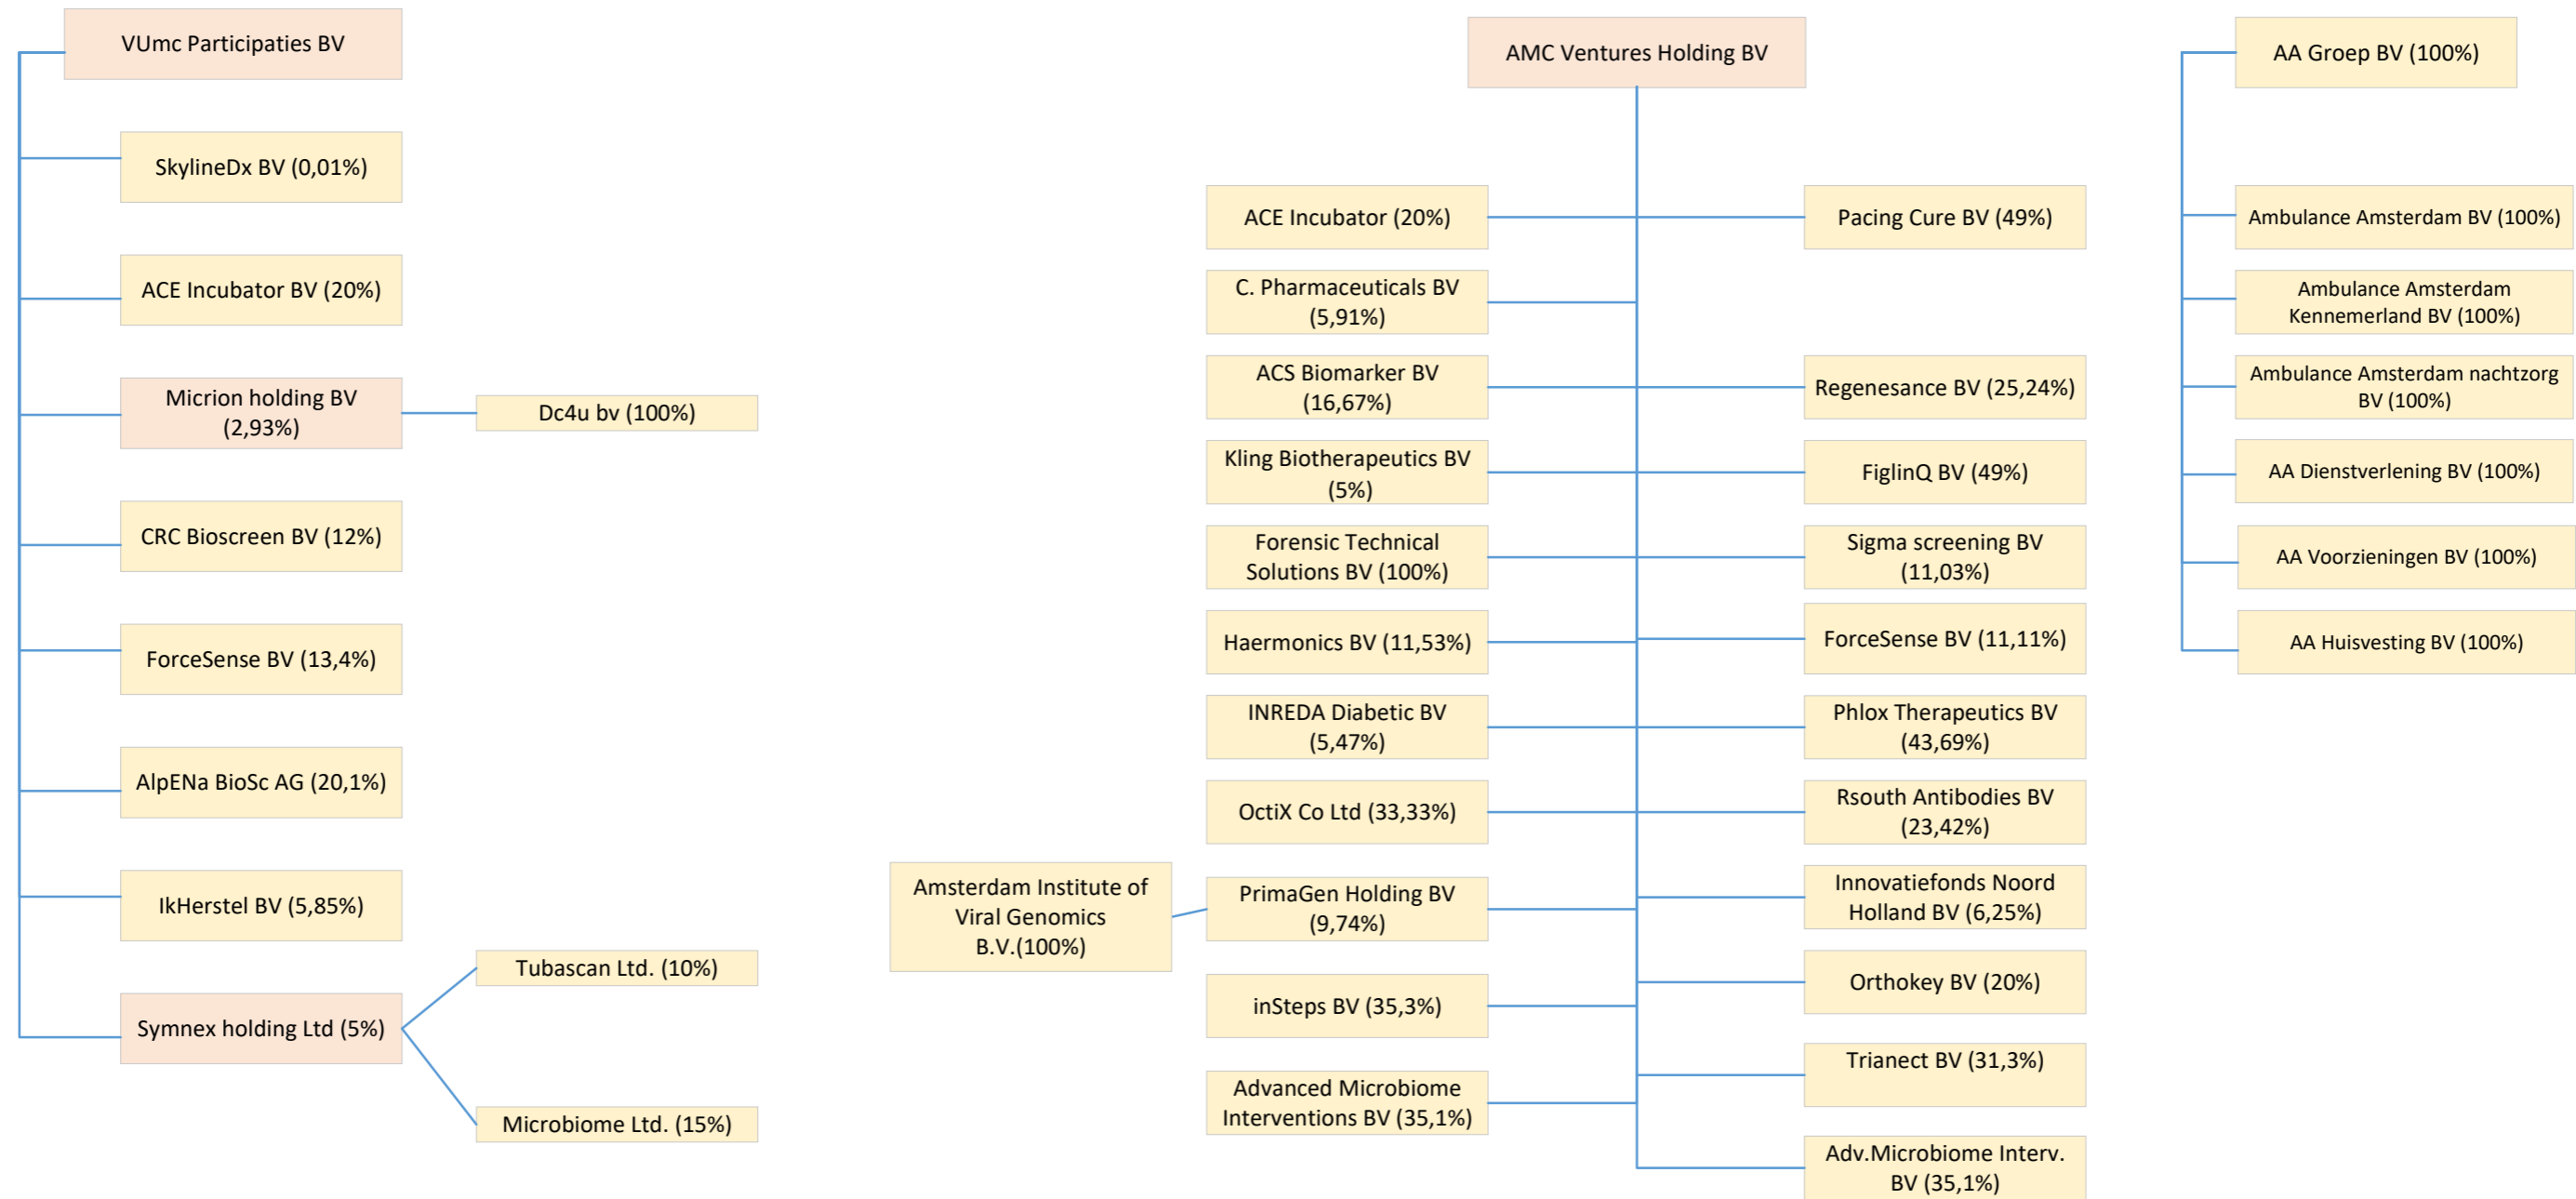 VUmc Participaties BV
SkylineDx BV (0,01%)
ACE Incubator BV (20%)
Micrion holding BV
(2,93%)
Dc4u bv (100%)
CRC Bioscreen BV (12%)
ForceSense BV (13,4%)
AlpENa BioSc AG (20,1%)
IkHerstel BV (5,85%)
Symnex holding Ltd (5%)
Tubascan Ltd. (10%)
Microbiome Ltd. (15%)
AMC Ventures Holding BV
ACE Incubator (20%)
C. Pharmaceuticals BV
(5,91%)
ACS Biomarker BV
(16,67%)
Kling Biotherapeutics BV
(5%)
Forensic Technical
Solutions BV (100%)
Haermonics BV (11,53%)
INREDA Diabetic BV
(5,47%)
OctiX Co Ltd (33,33%)
Amsterdam Institute of
Viral Genomics
B.V.(100%)
PrimaGen Holding BV
(9,74%)
inSteps BV (35,3%)
Advanced Microbiome
Interventions BV (35,1%)
Pacing Cure BV (49%)
Regenesance BV (25,24%)
FiglinQ BV (49%)
Sigma screening BV
(11,03%)
ForceSense BV (11,11%)
Phlox Therapeutics BV
(43,69%)
Rsouth Antibodies BV
(23,42%)
Innovatiefonds Noord
Holland BV (6,25%)
Orthokey BV (20%)
Trianect BV (31,3%)
Adv.Microbiome Interv.
BV (35,1%)
AA Groep BV (100%)
Ambulance Amsterdam BV (100%)
Ambulance Amsterdam
Kennemerland BV (100%)
Ambulance Amsterdam nachtzorg
BV (100%)
AA Dienstverlening BV (100%)
AA Voorzieningen BV (100%)
AA Huisvesting BV (100%)